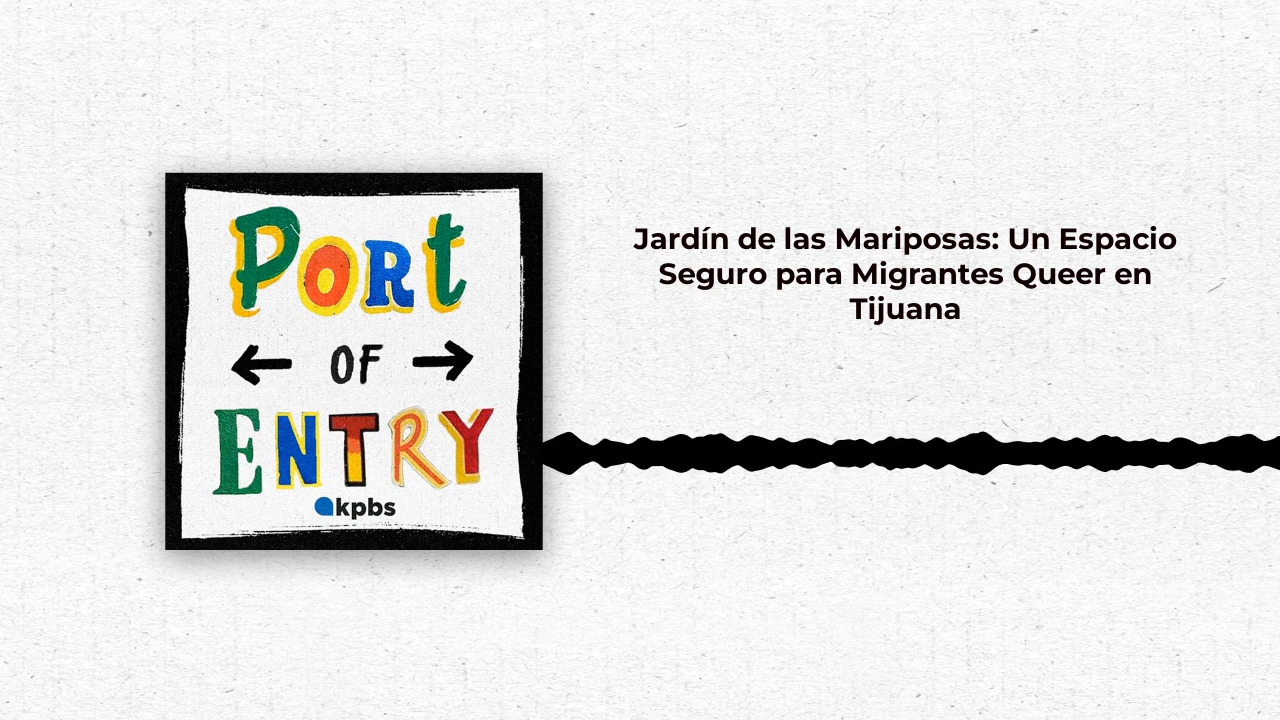 PORT
OF
ENTRY
kpbs
Jardín de las Mariposas: Un Espacio
Seguro para Migrantes Queer en
Tijuana